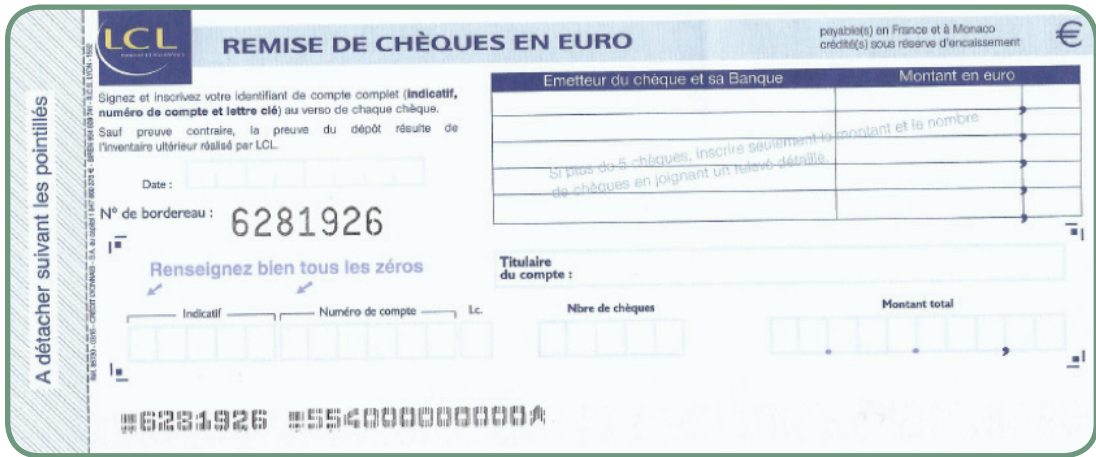 LCL
REMISE DE CHÈQUES EN EURO
payable(s) en France et à Monaco
crédité(s) sous réserve d'encaissement
€
A détacher suivant les pointillés
Signez et inscrivez votre identifiant de compte complet (indicatif,
numéro de compte et lettre clé) au verso de chaque chèque.
Sauf preuve contraire, la preuve du dépôt résulte de
l'inventaire ultérieur réalisé par LCL.
Date :
N° de bordereau : 6281926
Emetteur du chèque et sa Banque Montant en euro
Si plus de 5 chèques, inscrire seulement le montant et le nombre
de chèques en joignant un relevé détaillé.
Renseignez bien tous les zéros
Titulaire
du compte :
Indicatif Numéro de compte Lc. Nbre de chèques Montant total
6281926 554000000000A